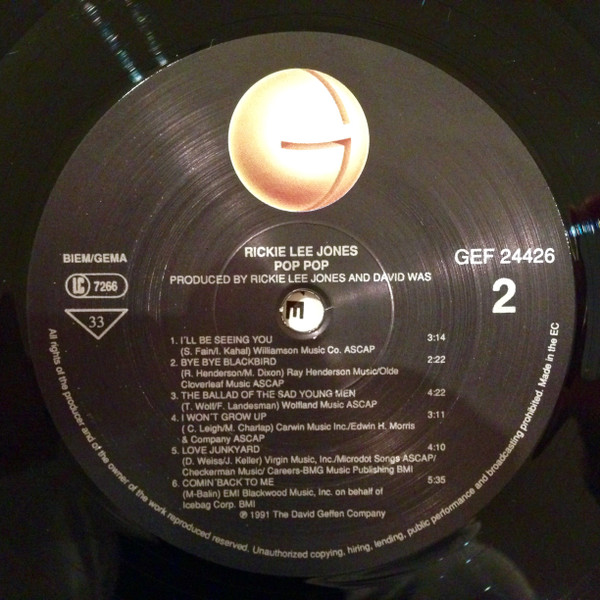 RICKIE LEE JONES
POP POP
PRODUCED BY RICKIE LEE JONES AND DAVID WAS
BIEM/GEMA
LC 7266
33
GEF 24426
2
E
1. I'LL BE SEEING YOU 3:14
(S. Fain/I. Kahal) Williamson Music Co. ASCAP
2. BYE BYE BLACKBIRD 2:22
(R. Henderson/M. Dixon) Ray Henderson Music/Olde
Cloverleaf Music ASCAP
3. THE BALLAD OF THE SAD YOUNG MEN 4:22
(T. Wolf/F. Landesman) Wolfland Music ASCAP
4. I WON'T GROW UP 3:11
( C. Leigh/M. Charlap) Carwin Music Inc./Edwin H. Morris
& Company ASCAP
5. LOVE JUNKYARD 4:10
(D. Weiss/J. Keller) Virgin Music, Inc./Microdot Songs ASCAP/
Checkerman Music/ Careers-BMG Music Publishing BMI
6. COMIN'BACK TO ME 5:35
(M-Balin) EMI Blackwood Music, Inc. on behalf of
Icebag Corp. BMI
℗ 1991 The David Geffen Company
All rights of the producer and of the owner of the work reproduced reserved. Unauthorized copying, hiring, lending, public performance and broadcasting prohibited. Made in the EC